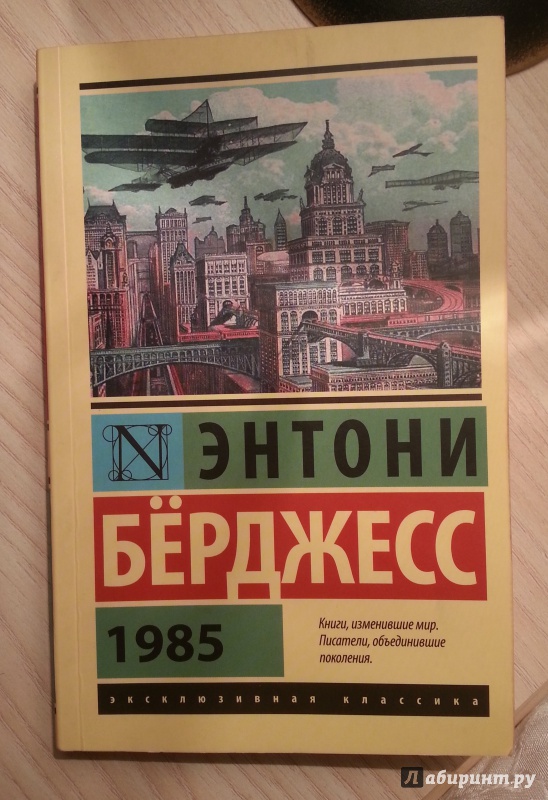 N
ЭНТОНИ
БЁРДЖЕСС
1985
Книги, изменившие мир.
Писатели, объединившие
поколения.
эксклюзивная классика
Лабиринт.ру